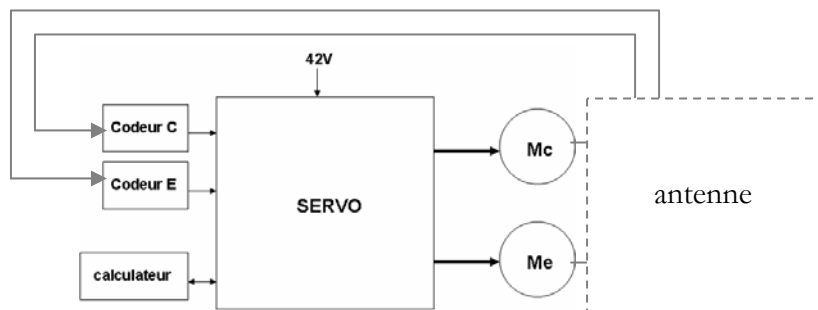 42V
Codeur C
Mc
Codeur E
antenne
SERVO
calculateur
Me